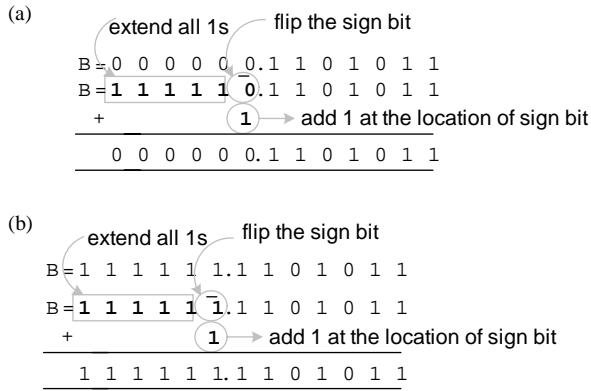 (a)
extend all 1s flip the sign bit
B=0 0 0 0 0 0.1 1 0 1 0 1 1
B=1 1 1 1 1 0̅.1 1 0 1 0 1 1
+ 1 add 1 at the location of sign bit
0 0 0 0 0 0.1 1 0 1 0 1 1
(b)
extend all 1s flip the sign bit
B=1 1 1 1 1 1.1 1 0 1 0 1 1
B=1 1 1 1 1 1̅.1 1 0 1 0 1 1
+ 1 add 1 at the location of sign bit
1 1 1 1 1 1.1 1 0 1 0 1 1